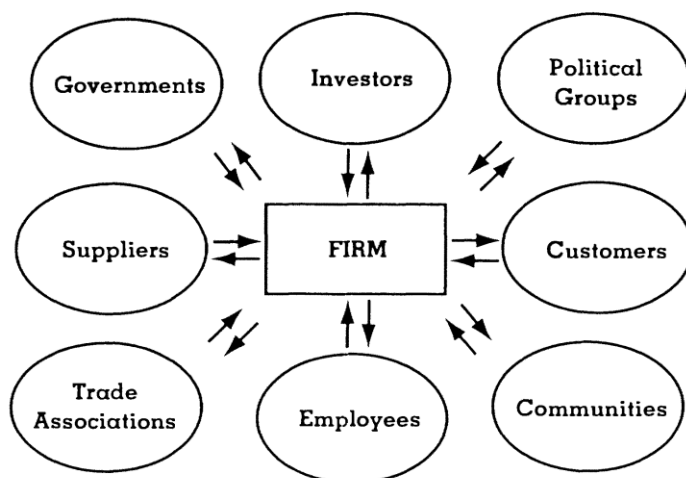 Governments
Investors
Political
Groups
Suppliers
FIRM
Customers
Trade
Associations
Employees
Communities